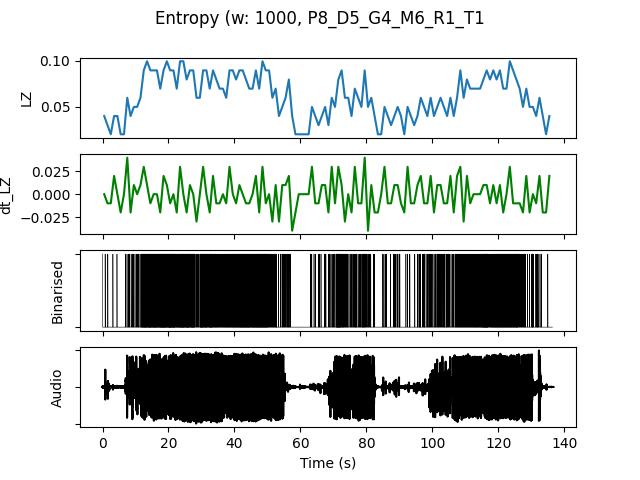 Entropy (w: 1000, P8_D5_G4_M6_R1_T1
0.10
0.05
LZ
0.025
0.000
−0.025
dt_LZ
Binarised
Audio
0 20 40 60 80 100 120 140
Time (s)